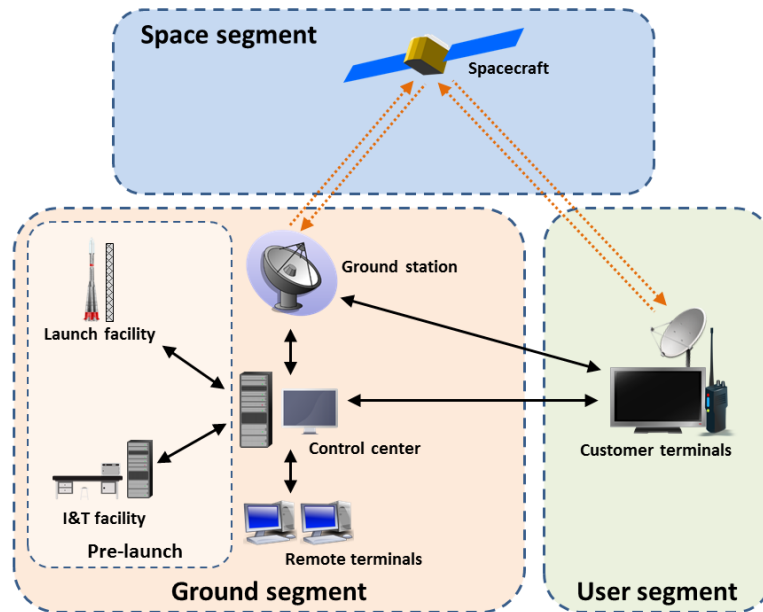 Space segment
Spacecraft
Ground station
Launch facility
Control center
Customer terminals
I&T facility
Remote terminals
Pre-launch
Ground segment
User segment